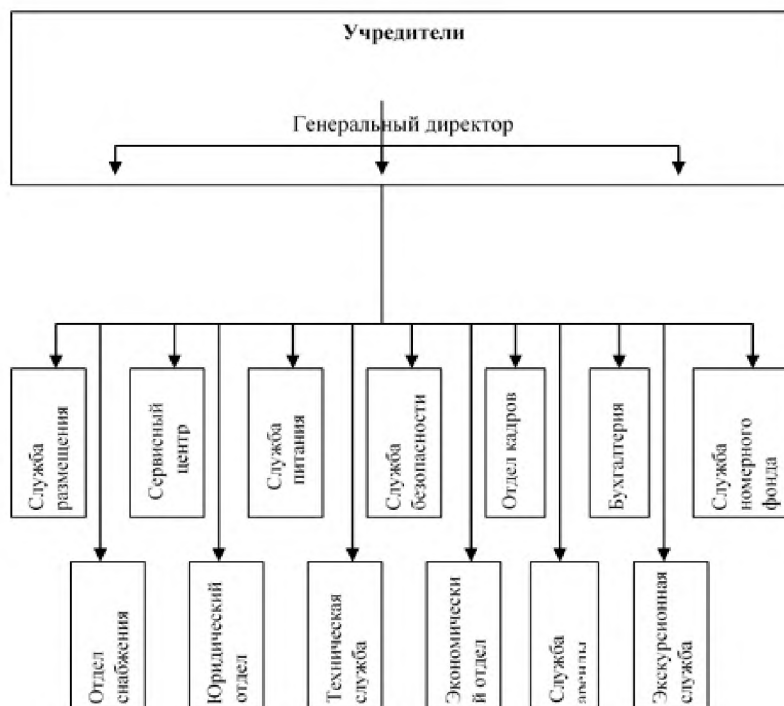 Учредители
Генеральный директор
Служба
размещения
Сервисный
центр
Служба
питания
Служба
безопасности
Отдел кадров
Бухгалтерия
Служба
номерного
фонда
Отдел
снабжения
Юридический
отдел
Техническая
служба
Экономически
й отдел
Служба
аренды
Экскурсионная
служба